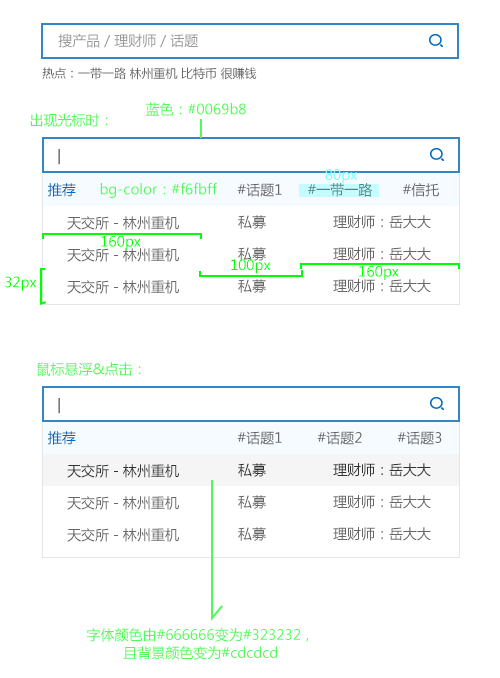 搜产品 / 理财师 / 话题
热点：一带一路 林州重机 比特币 很赚钱
蓝色：#0069b8
出现光标时：
80px
推荐 bg-color：#f6fbff #话题1 #一带一路 #信托
天交所 - 林州重机 私募 理财师：岳大大
160px
天交所 - 林州重机 私募 理财师：岳大大
100px 160px
32px
天交所 - 林州重机 私募 理财师：岳大大
鼠标悬浮&点击：
推荐 #话题1 #话题2 #话题3
天交所 - 林州重机 私募 理财师：岳大大
天交所 - 林州重机 私募 理财师：岳大大
天交所 - 林州重机 私募 理财师：岳大大
字体颜色由#666666变为#323232，
且背景颜色变为#cdcdcd